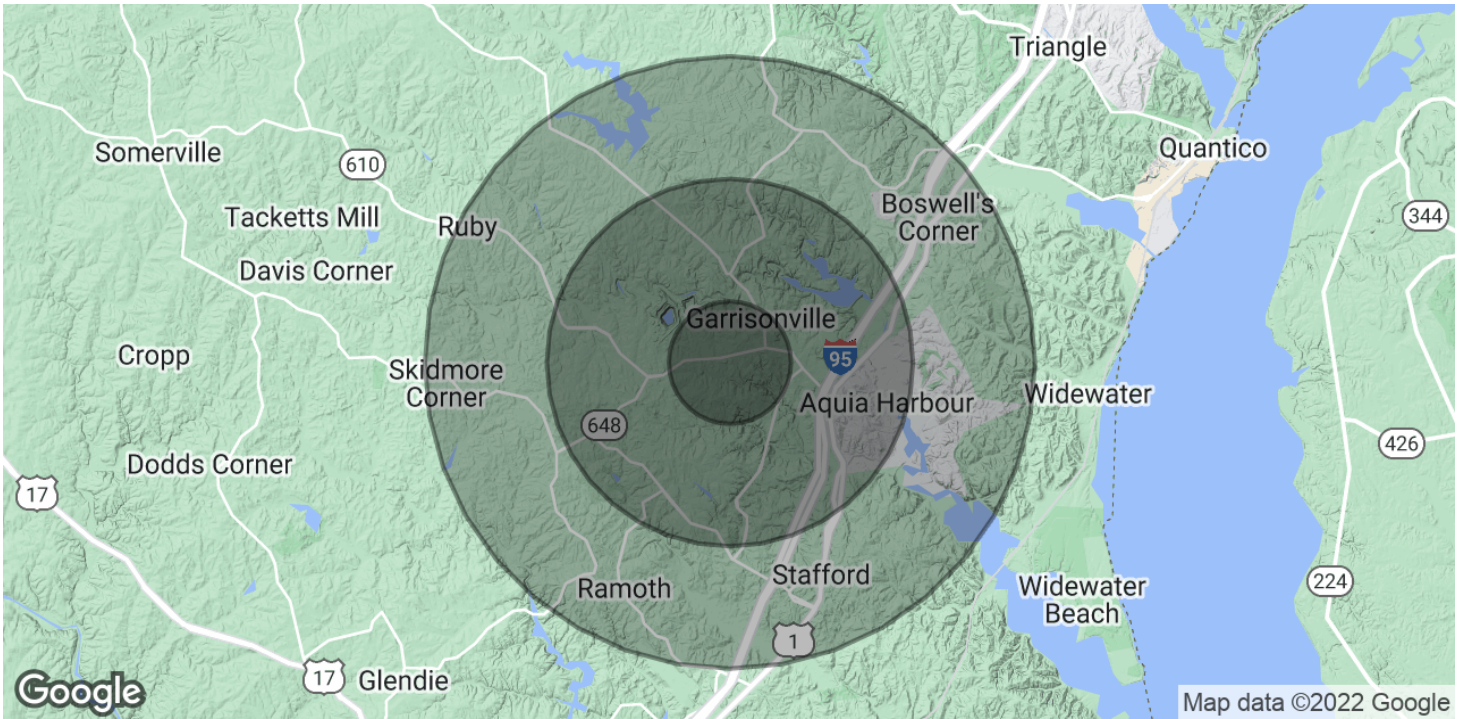 Triangle
Somerville
610
Quantico
Tacketts Mill
Ruby
Boswell's
Corner
344
Davis Corner
Garrisonville
Cropp
95
Skidmore
Corner
Widewater
Aquia Harbour
648
426
Dodds Corner
17
Stafford
Ramoth
224
Widewater
Beach
1
17
Glendie
Google
Map data ©2022 Google